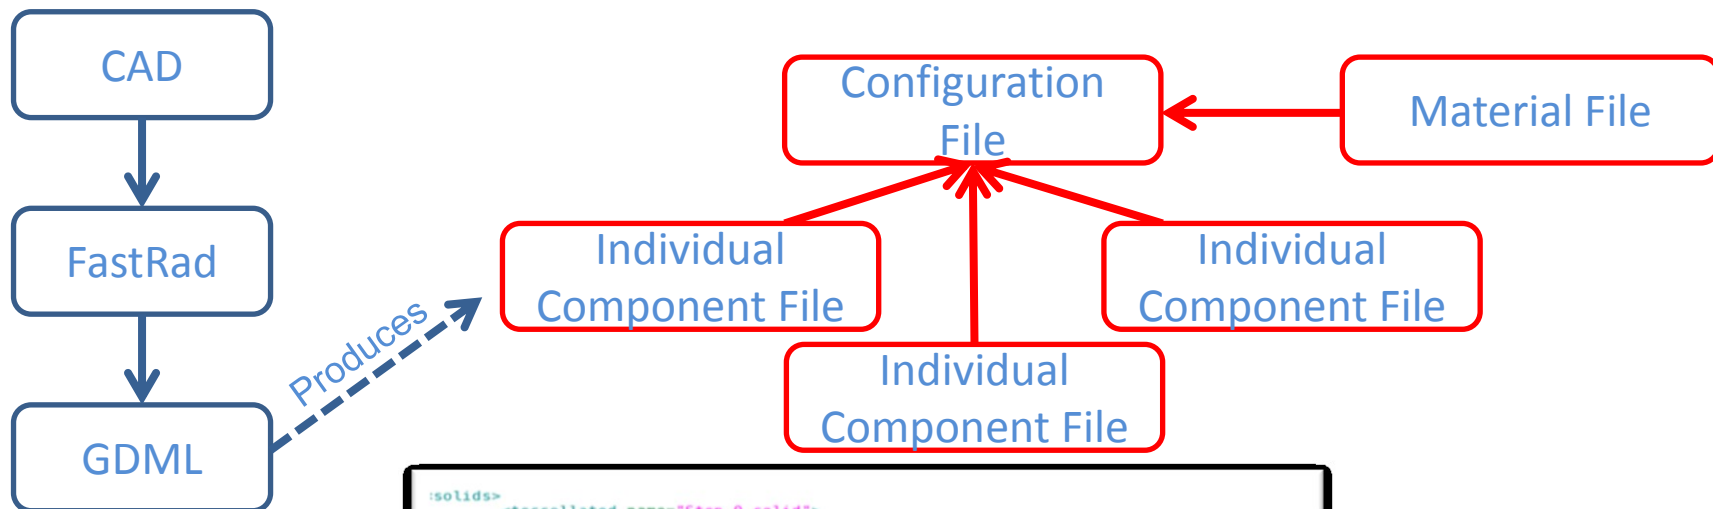 CAD
FastRad
GDML
Produces
Configuration
File
Material File
Individual
Component File
Individual
Component File
Individual
Component File
:solids>